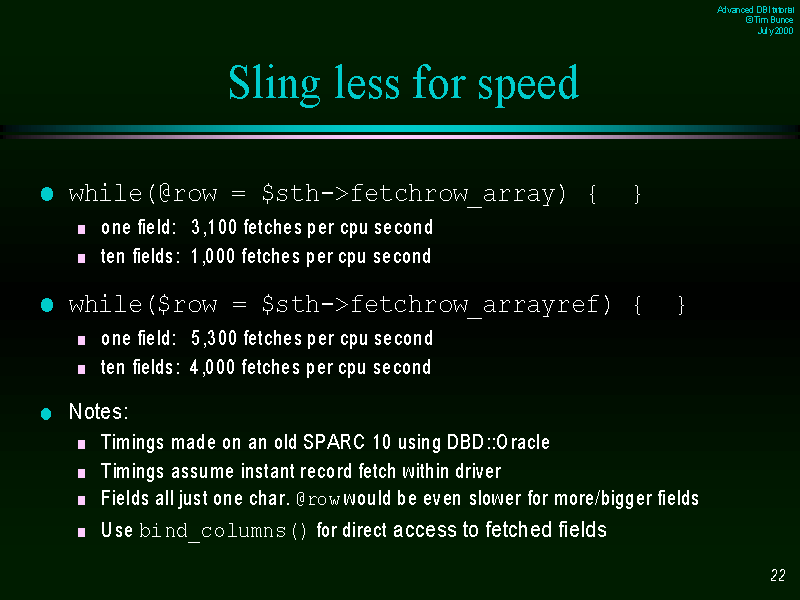 Advanced DBI tutorial
©Tim Bunce
July 2000
Sling less for speed
while(@row = $sth->fetchrow_array) {  }
one field: 3,100 fetches per cpu second
ten fields: 1,000 fetches per cpu second
while($row = $sth->fetchrow_arrayref) {  }
one field: 5,300 fetches per cpu second
ten fields: 4,000 fetches per cpu second
Notes:
Timings made on an old SPARC 10 using DBD::Oracle
Timings assume instant record fetch within driver
Fields all just one char. @row would be even slower for more/bigger fields
Use bind_columns() for direct access to fetched fields
22